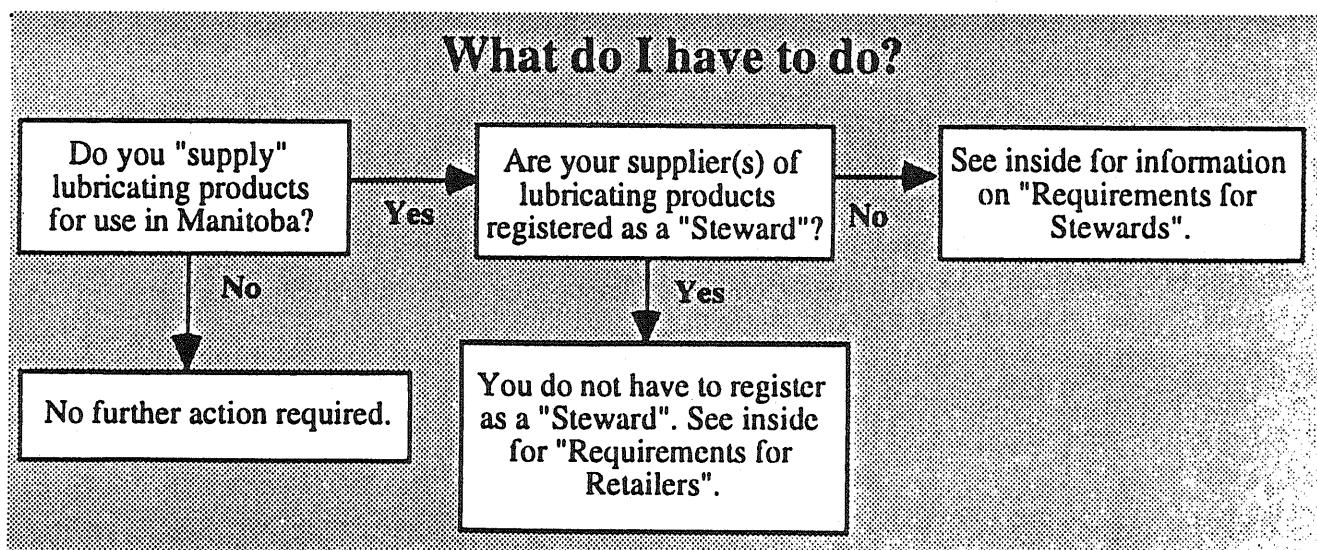 What do I have to do?
Do you "supply"
lubricating products
for use in Manitoba?
Yes
Are your supplier(s) of
lubricating products
registered as a "Steward"?
No
See inside for information
on "Requirements for
Stewards".
No
No further action required.
Yes
You do not have to register
as a "Steward". See inside
for "Requirements for
Retailers".